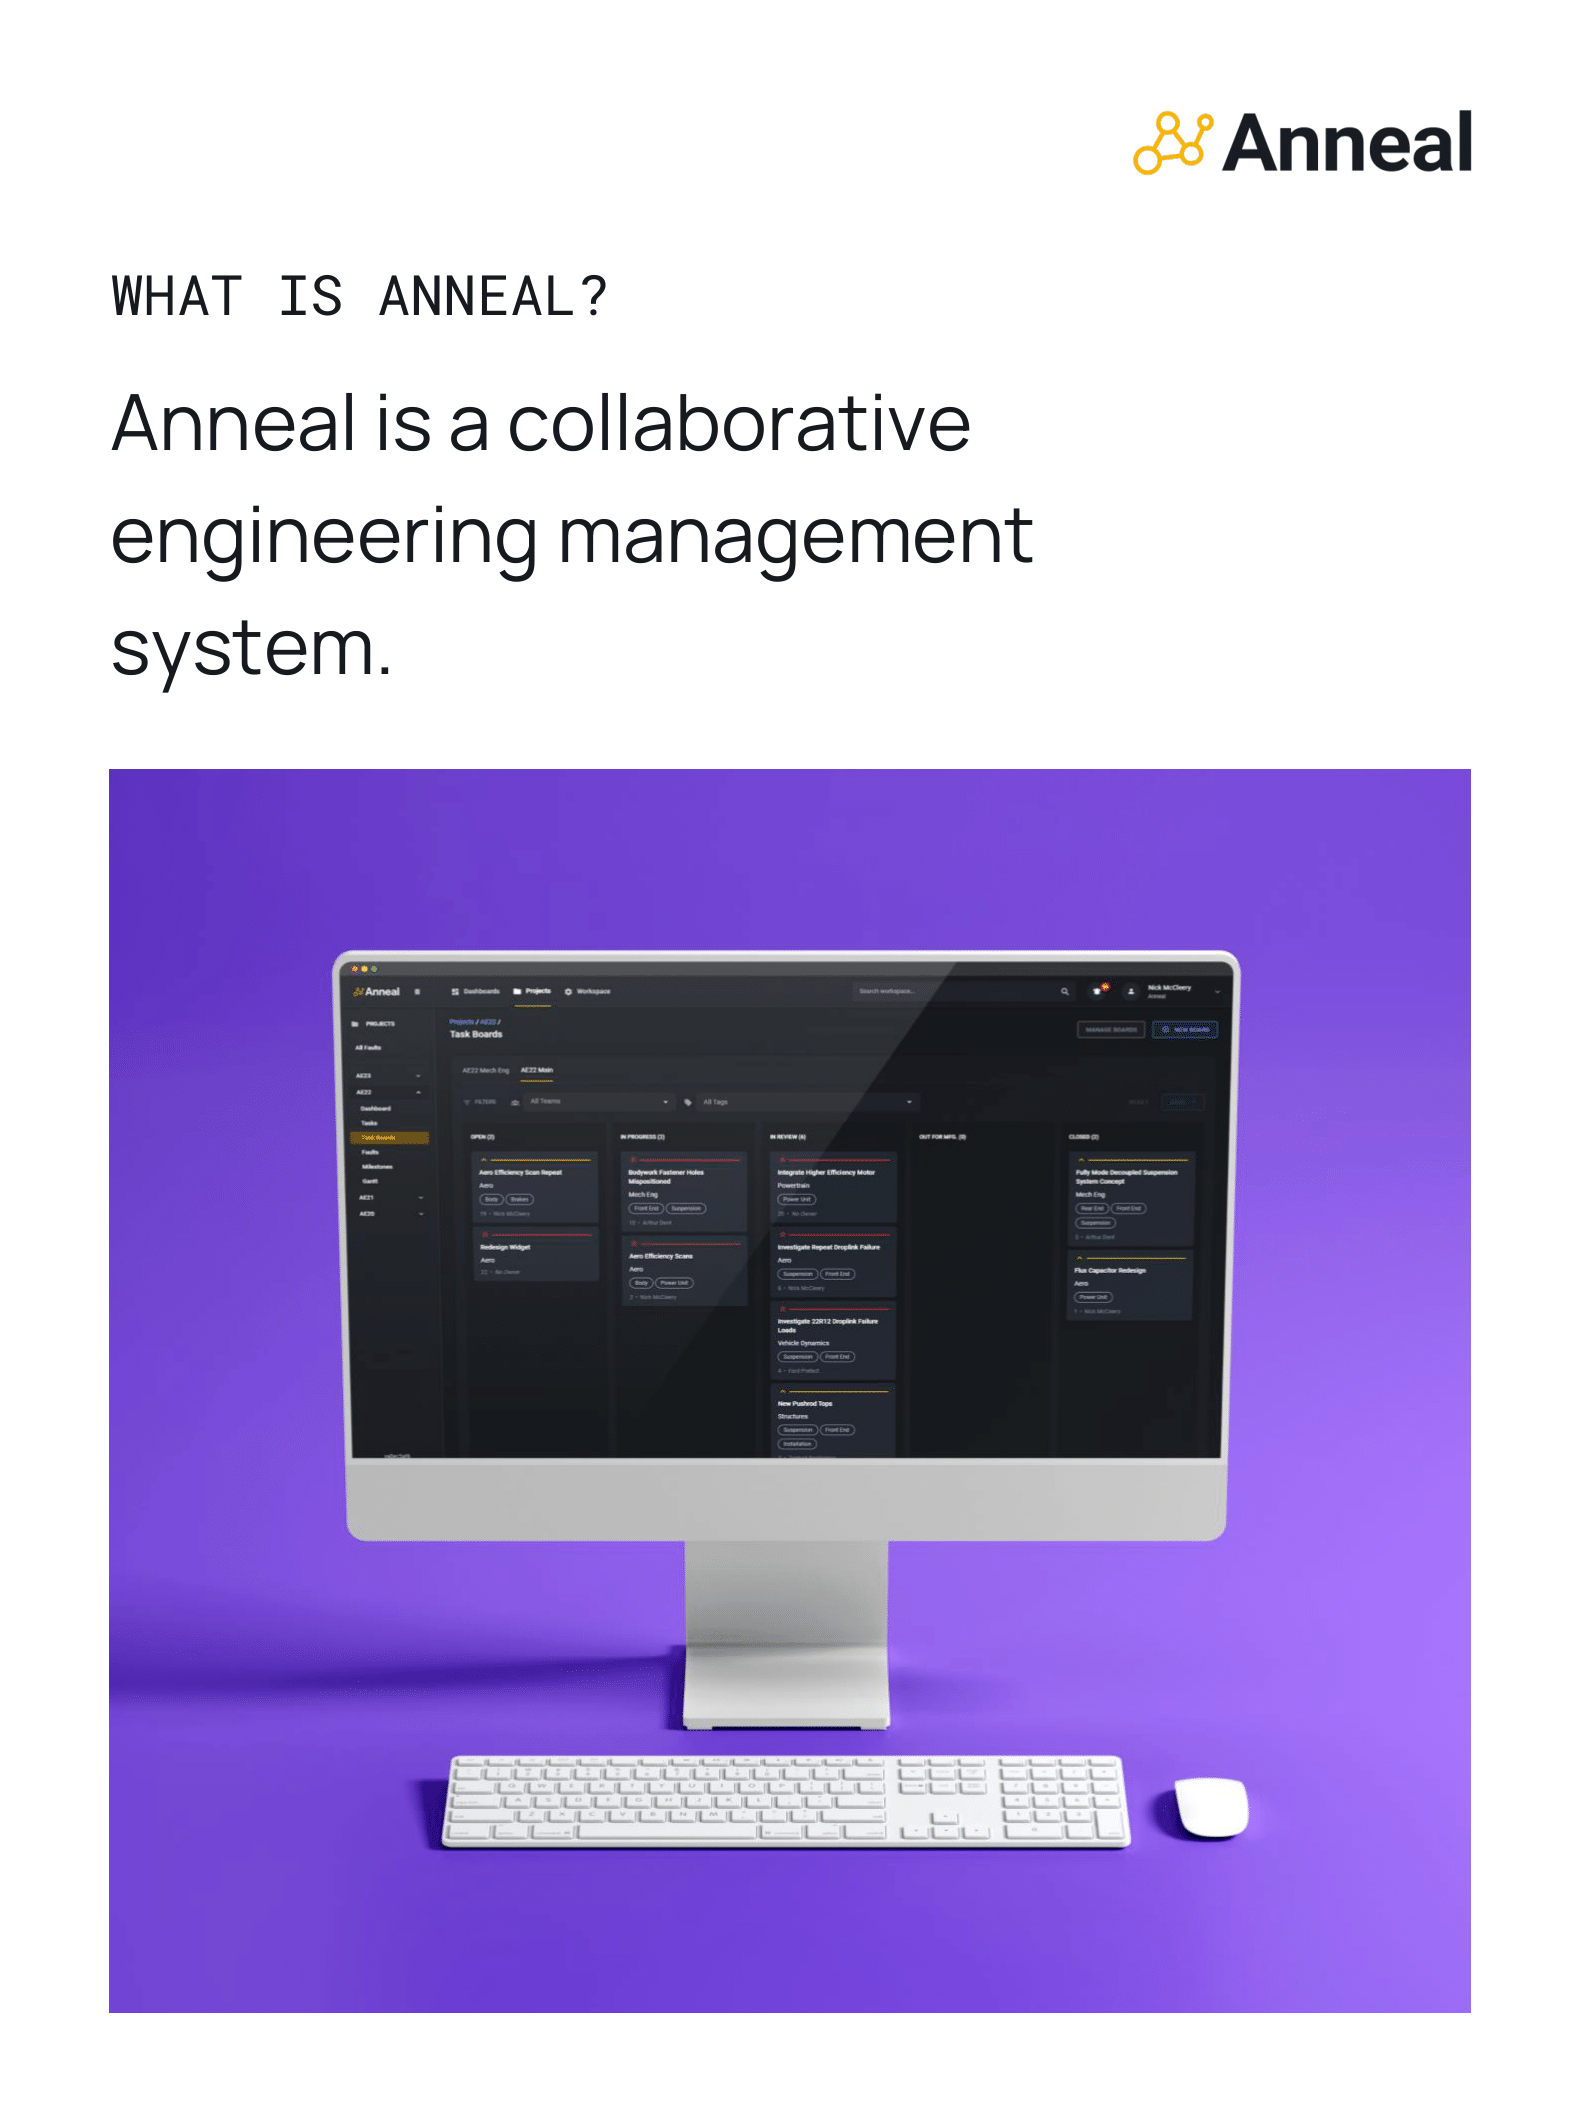 Anneal
WHAT IS ANNEAL?
Anneal is a collaborative
engineering management
system.
Anneal
Dashboards
Projects
Workspace
Search workspace...
Nick McCleery
Anneal
PROJECTS
All Faults
AE23
AE22
Dashboard
Tasks
Task Boards
Faults
Milestones
Gantt
AE21
AE20
Projects / AE22 /
Task Boards
MANAGE BOARDS
NEW BOARD
AE22 Mech Eng
AE22 Main
FILTERS
All Teams
All Tags
OPEN (2)
Aero Efficiency Scan Repeat
Aero
Body
Brakes
19 - Nick McCleery
Redesign Widget
Aero
22 - No Owner
IN PROGRESS (2)
Bodywork Fastener Holes
Mispositioned
Mech Eng
Front End
Suspension
13 - Arthur Dent
Aero Efficiency Scans
Aero
Body
Power Unit
2 - Nick McCleery
IN REVIEW (6)
Integrate Higher Efficiency Motor
Powertrain
Power Unit
No Owner
Investigate Repeat Droplink Failure
Aero
Suspension
Front End
6 - Nick McCleery
Investigate 22R12 Droplink Failure
Loads
Vehicle Dynamics
Suspension
Front End
4 - Ford Prefect
New Pushrod Tops
Structures
Suspension
Front End
Installation
OUT FOR MFG. (0)
CLOSED (2)
Fully Mode Decoupled Suspension
System Concept
Mech Eng
Rear End
Front End
Suspension
Arthur Dent
Flux Capacitor Redesign
Aero
Power Unit
1 - Nick McCleery